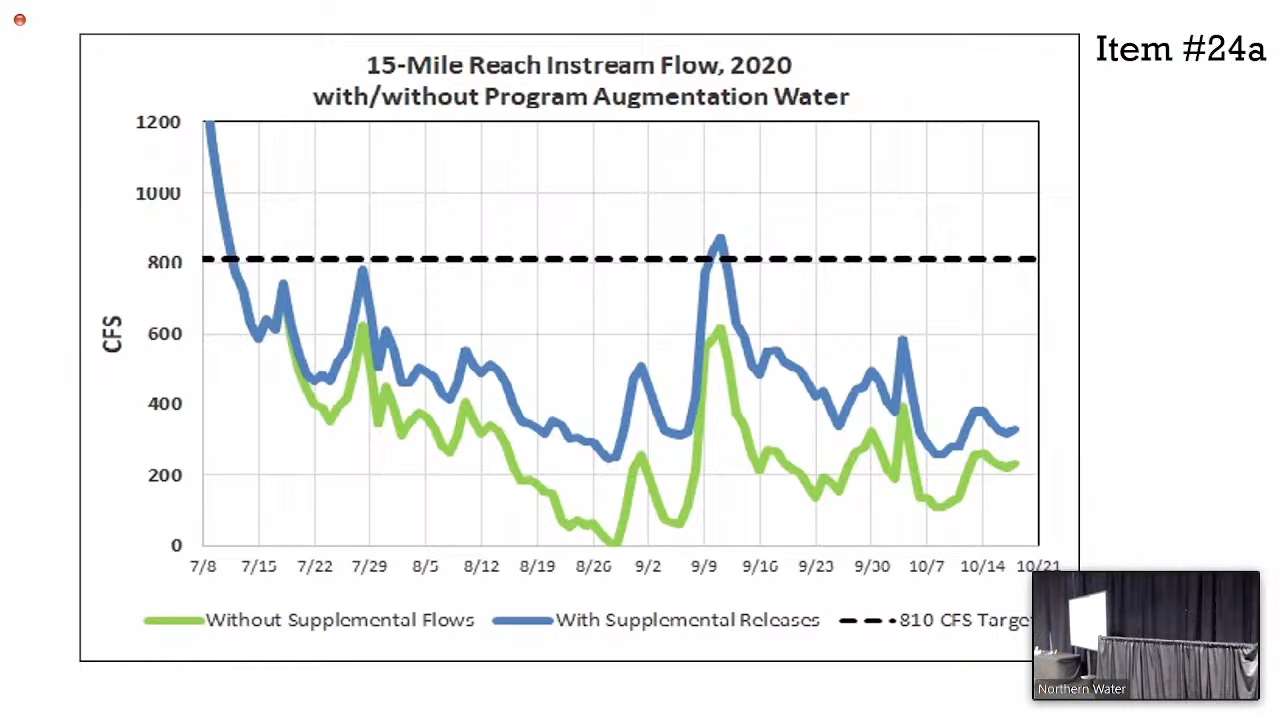 Item #24a
15-Mile Reach Instream Flow, 2020
with/without Program Augmentation Water
1200
1000
800
600
400
200
0
CFS
7/8 7/15 7/22 7/29 8/5 8/12 8/19 8/26 9/2 9/9 9/16 9/23 9/30 10/7 10/14 10/21
Without Supplemental Flows With Supplemental Releases 810 CFS Targe
Northern Water